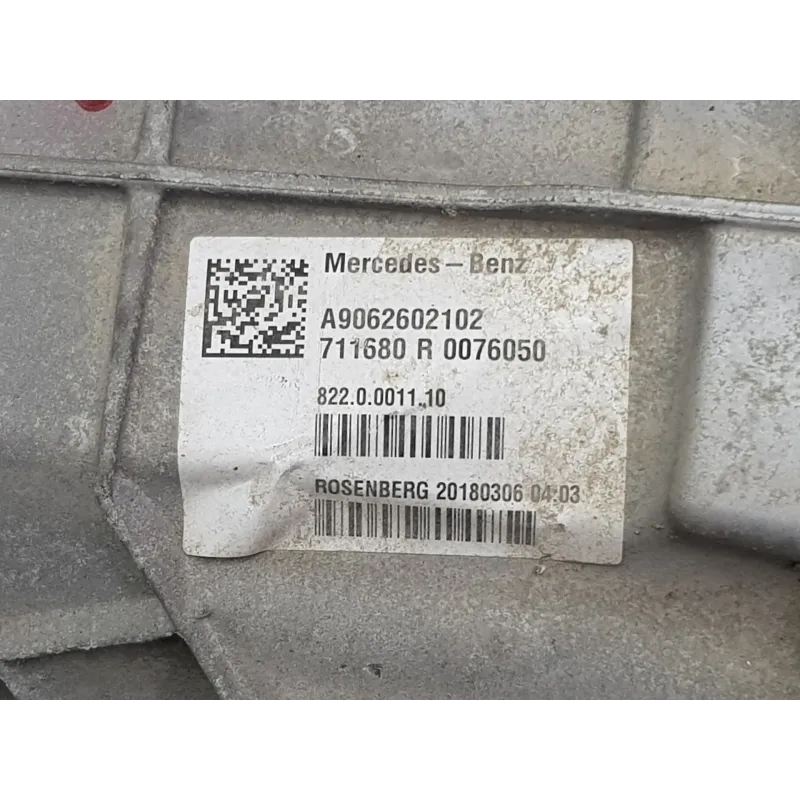 Mercedes-Benz
A9062602102
711680 R 0076050
822.0.0011.10
ROSENBERG 20180306 04:03